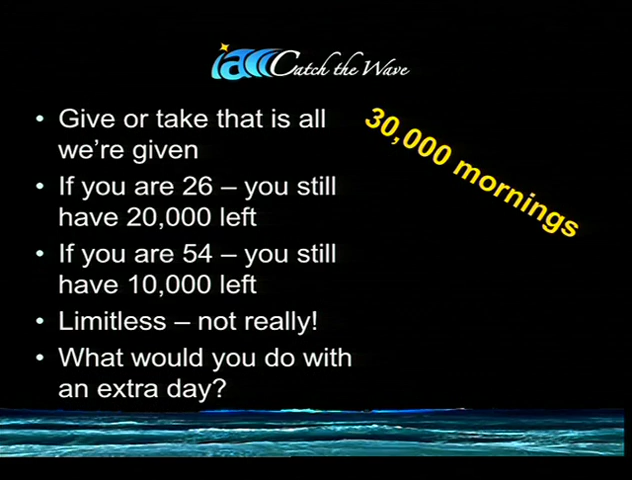 iacc Catch the Wave
• Give or take that is all
we're given
• If you are 26 – you still
have 20,000 left
• If you are 54 – you still
have 10,000 left
• Limitless – not really!
• What would you do with
an extra day?
30,000 mornings